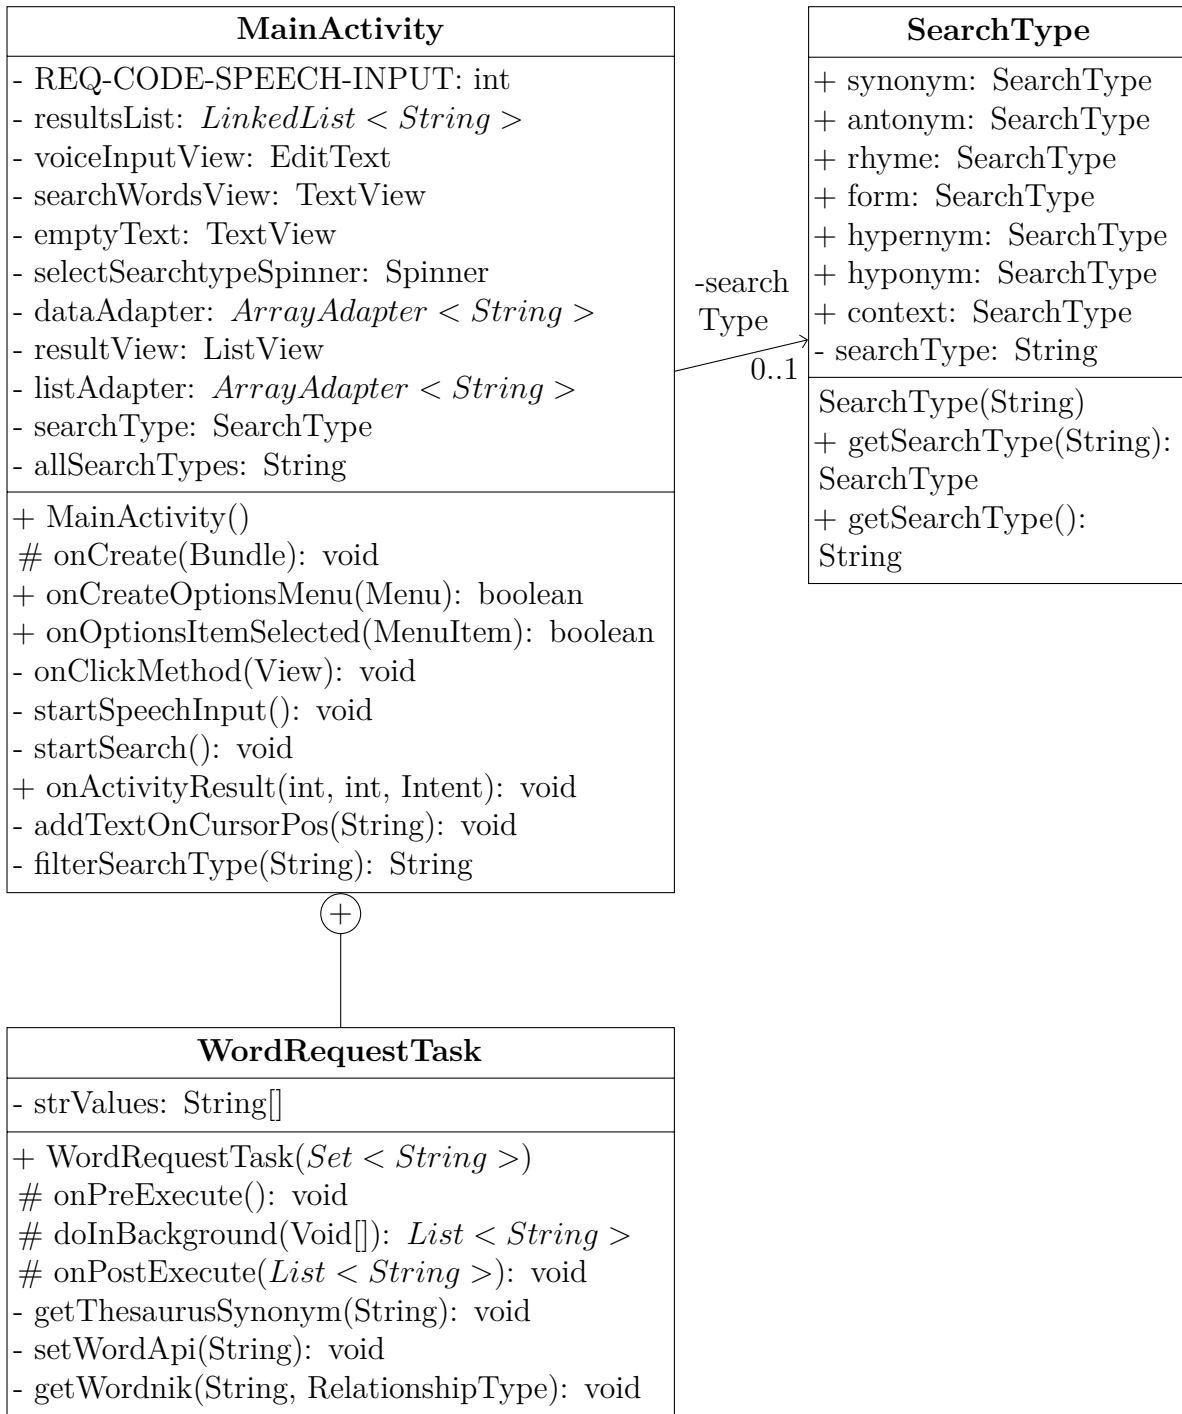 MainActivity
- REQ-CODE-SPEECH-INPUT: int
- resultsList: LinkedList < String >
- voiceInputView: EditText
- searchWordsView: TextView
- emptyText: TextView
- selectSearchtypeSpinner: Spinner
- dataAdapter: ArrayAdapter < String >
- resultView: ListView
- listAdapter: ArrayAdapter < String >
- searchType: SearchType
- allSearchTypes: String
+ MainActivity()
# onCreate(Bundle): void
+ onCreateOptionsMenu(Menu): boolean
+ onOptionsItemSelected(MenuItem): boolean
- onClickMethod(View): void
- startSpeechInput(): void
- startSearch(): void
+ onActivityResult(int, int, Intent): void
- addTextOnCursorPos(String): void
- filterSearchType(String): String
-search
Type
0..1
SearchType
+ synonym: SearchType
+ antonym: SearchType
+ rhyme: SearchType
+ form: SearchType
+ hypernym: SearchType
+ hyponym: SearchType
+ context: SearchType
- searchType: String
SearchType(String)
+ getSearchType(String):
SearchType
+ getSearchType():
String
+
WordRequestTask
- strValues: String[]
+ WordRequestTask(Set < String >)
# onPreExecute(): void
# doInBackground(Void[]): List < String >
# onPostExecute(List < String >): void
- getThesaurusSynonym(String): void
- setWordApi(String): void
- getWordnik(String, RelationshipType): void